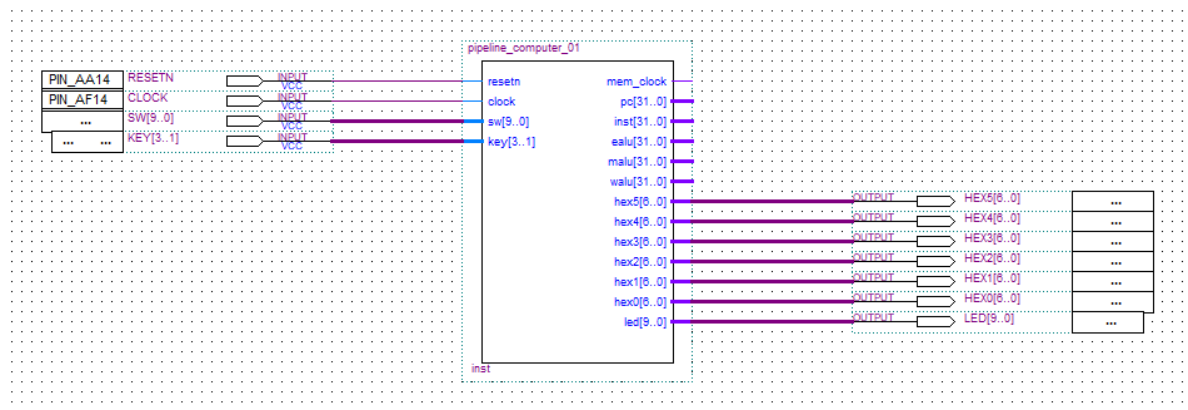 pipeline_computer_01
PIN_AA14 RESETN INPUT VCC resetn mem_clock
PIN_AF14 CLOCK INPUT VCC clock pc[31..0]
... SW[9..0] INPUT VCC sw[9..0] inst[31..0]
... ... KEY[3..1] INPUT VCC key[3..1] ealu[31..0]
malu[31..0]
walu[31..0]
hex5[6..0] OUTPUT HEX5[6..0] ...
hex4[6..0] OUTPUT HEX4[6..0] ...
hex3[6..0] OUTPUT HEX3[6..0] ...
hex2[6..0] OUTPUT HEX2[6..0] ...
hex1[6..0] OUTPUT HEX1[6..0] ...
hex0[6..0] OUTPUT HEX0[6..0] ...
led[9..0] OUTPUT LED[9..0] ...
inst